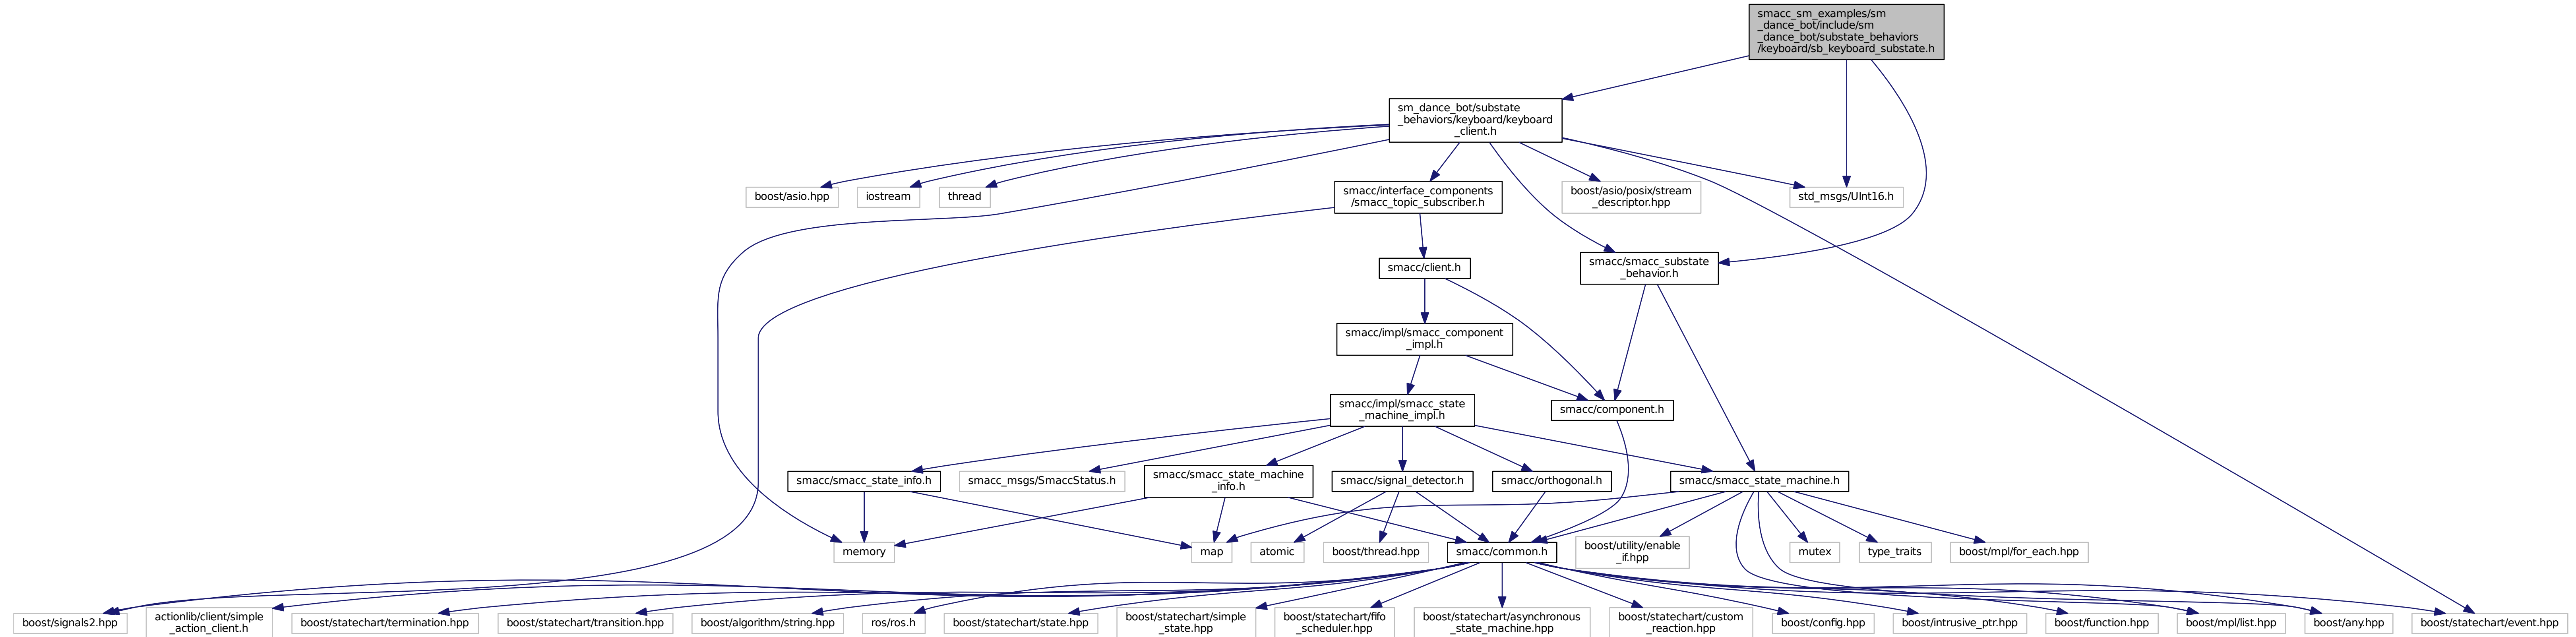 smacc_sm_examples/sm
_dance_bot/include/sm
_dance_bot/substate_behaviors
/keyboard/sb_keyboard_substate.h
sm_dance_bot/substate
_behaviors/keyboard/keyboard
_client.h
boost/asio.hpp
iostream
thread
smacc/interface_components
/smacc_topic_subscriber.h
boost/asio/posix/stream
_descriptor.hpp
std_msgs/UInt16.h
smacc/client.h
smacc/smacc_substate
_behavior.h
smacc/impl/smacc_component
_impl.h
smacc/impl/smacc_state
_machine_impl.h
smacc/component.h
smacc/smacc_state_info.h
smacc_msgs/SmaccStatus.h
smacc/smacc_state_machine
_info.h
smacc/signal_detector.h
smacc/orthogonal.h
smacc/smacc_state_machine.h
memory
map
atomic
boost/thread.hpp
smacc/common.h
boost/utility/enable
_if.hpp
mutex
type_traits
boost/mpl/for_each.hpp
boost/signals2.hpp
actionlib/client/simple
_action_client.h
boost/statechart/termination.hpp
boost/statechart/transition.hpp
boost/algorithm/string.hpp
ros/ros.h
boost/statechart/state.hpp
boost/statechart/simple
_state.hpp
boost/statechart/fifo
_scheduler.hpp
boost/statechart/asynchronous
_state_machine.hpp
boost/statechart/custom
_reaction.hpp
boost/config.hpp
boost/intrusive_ptr.hpp
boost/function.hpp
boost/mpl/list.hpp
boost/any.hpp
boost/statechart/event.hpp